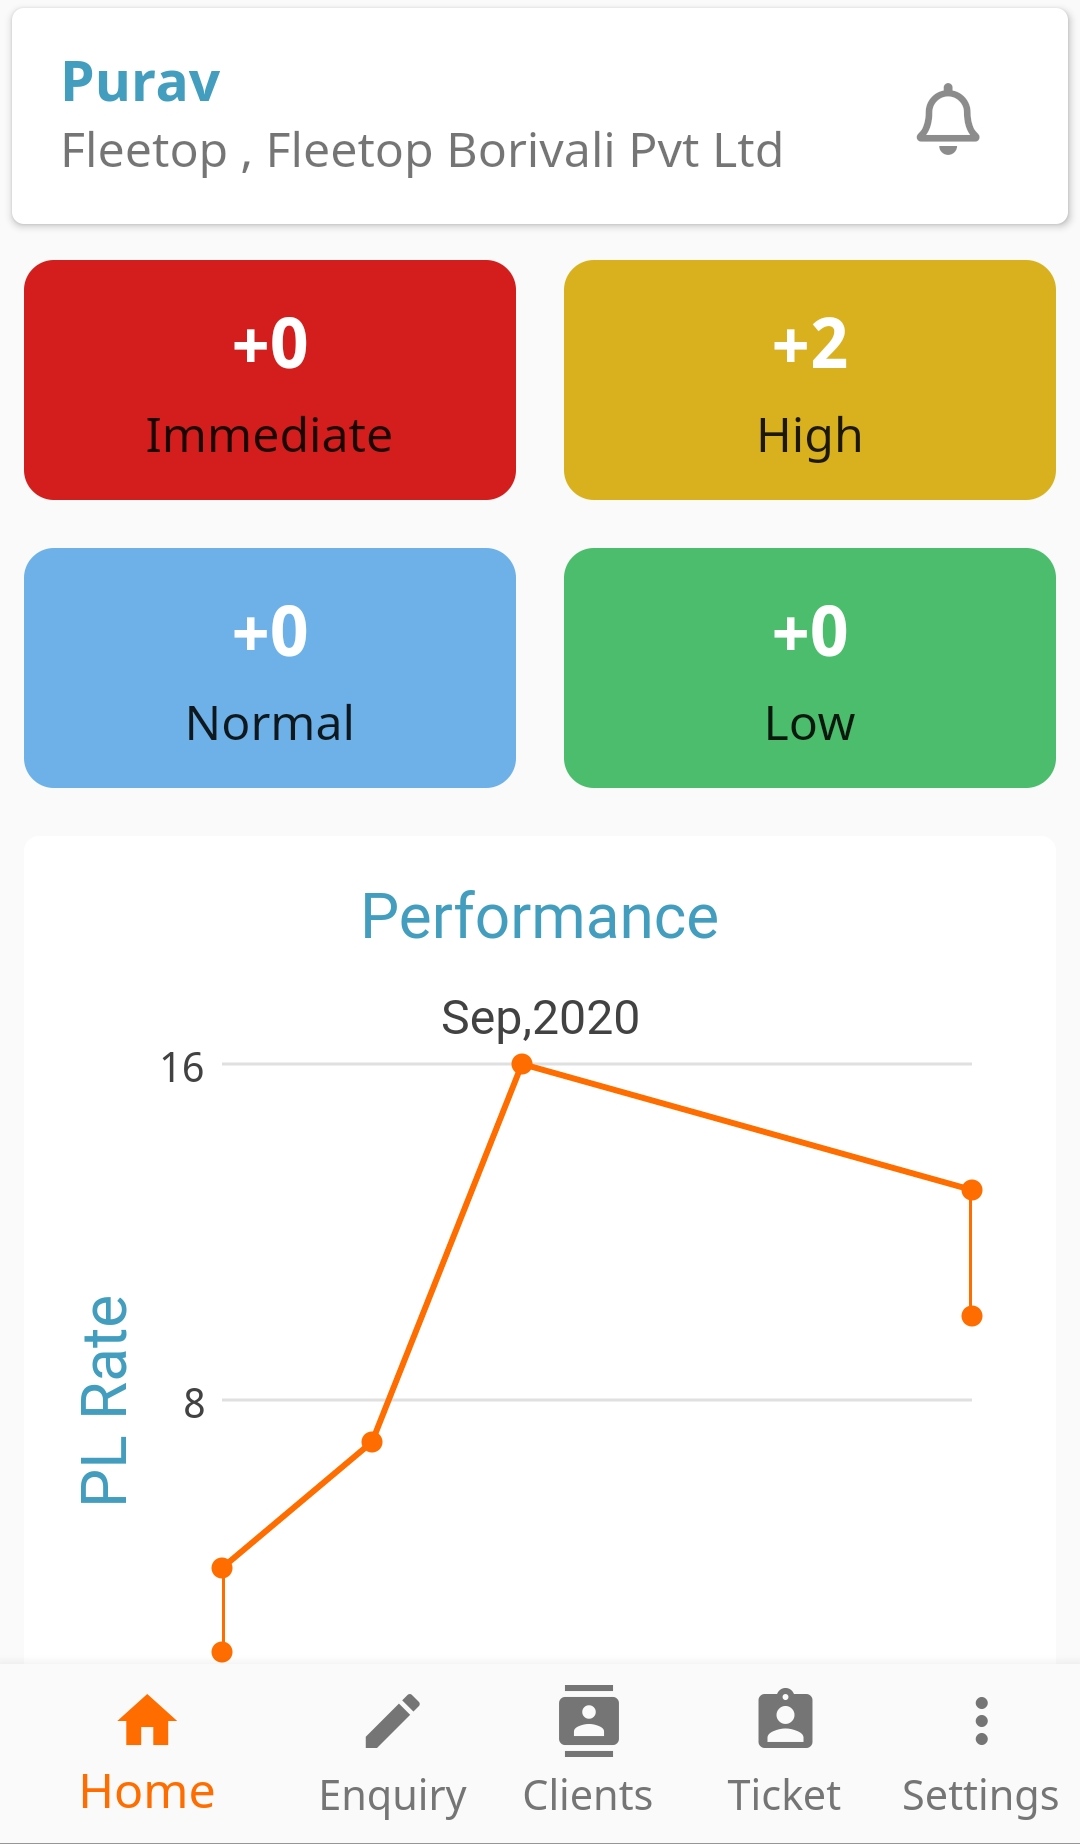 Purav
Fleetop , Fleetop Borivali Pvt Ltd
+0
Immediate
+2
High
+0
Normal
+0
Low
Performance
Sep,2020
16
8
PL Rate
Home
Enquiry
Clients
Ticket
Settings